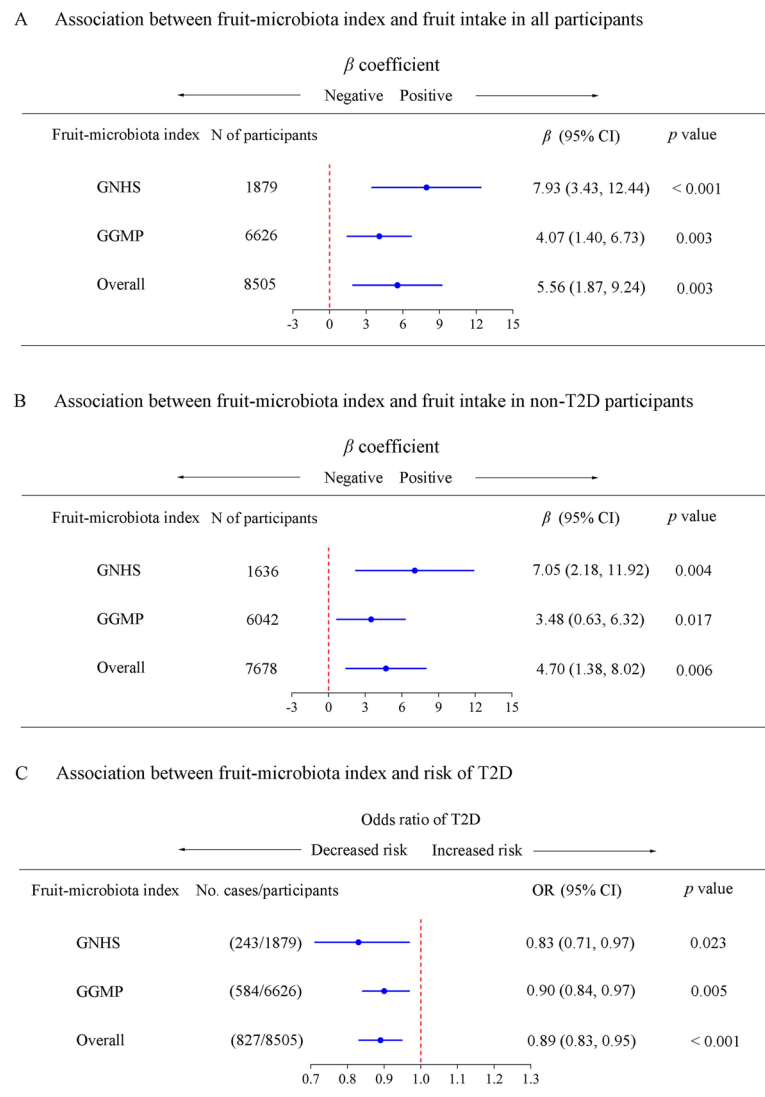 A Association between fruit-microbiota index and fruit intake in all participants
β coefficient
Negative Positive
Fruit-microbiota index N of participants β (95% CI) p value
GNHS 1879 7.93 (3.43, 12.44) < 0.001
GGMP 6626 4.07 (1.40, 6.73) 0.003
Overall 8505 5.56 (1.87, 9.24) 0.003
-3 0 3 6 9 12 15
B Association between fruit-microbiota index and fruit intake in non-T2D participants
β coefficient
Negative Positive
Fruit-microbiota index N of participants β (95% CI) p value
GNHS 1636 7.05 (2.18, 11.92) 0.004
GGMP 6042 3.48 (0.63, 6.32) 0.017
Overall 7678 4.70 (1.38, 8.02) 0.006
-3 0 3 6 9 12 15
C Association between fruit-microbiota index and risk of T2D
Odds ratio of T2D
Decreased risk Increased risk
Fruit-microbiota index No. cases/participants OR (95% CI) p value
GNHS (243/1879) 0.83 (0.71, 0.97) 0.023
GGMP (584/6626) 0.90 (0.84, 0.97) 0.005
Overall (827/8505) 0.89 (0.83, 0.95) < 0.001
0.7 0.8 0.9 1.0 1.1 1.2 1.3